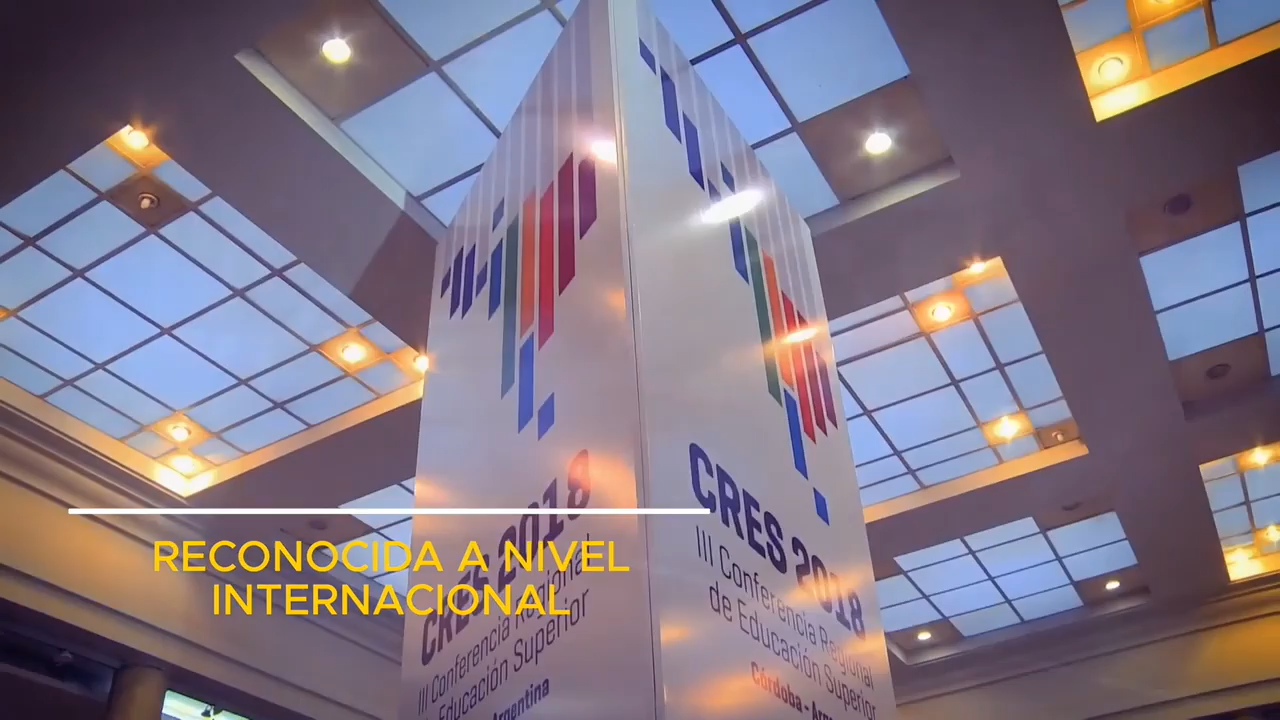 RECONOCIDA A NIVEL
INTERNACIONAL
CRES 2018
III Conferencia Regional
de Educación Superior
Argentina
CRES 2018
III Conferencia Regional
de Educación Superior
Córdoba -